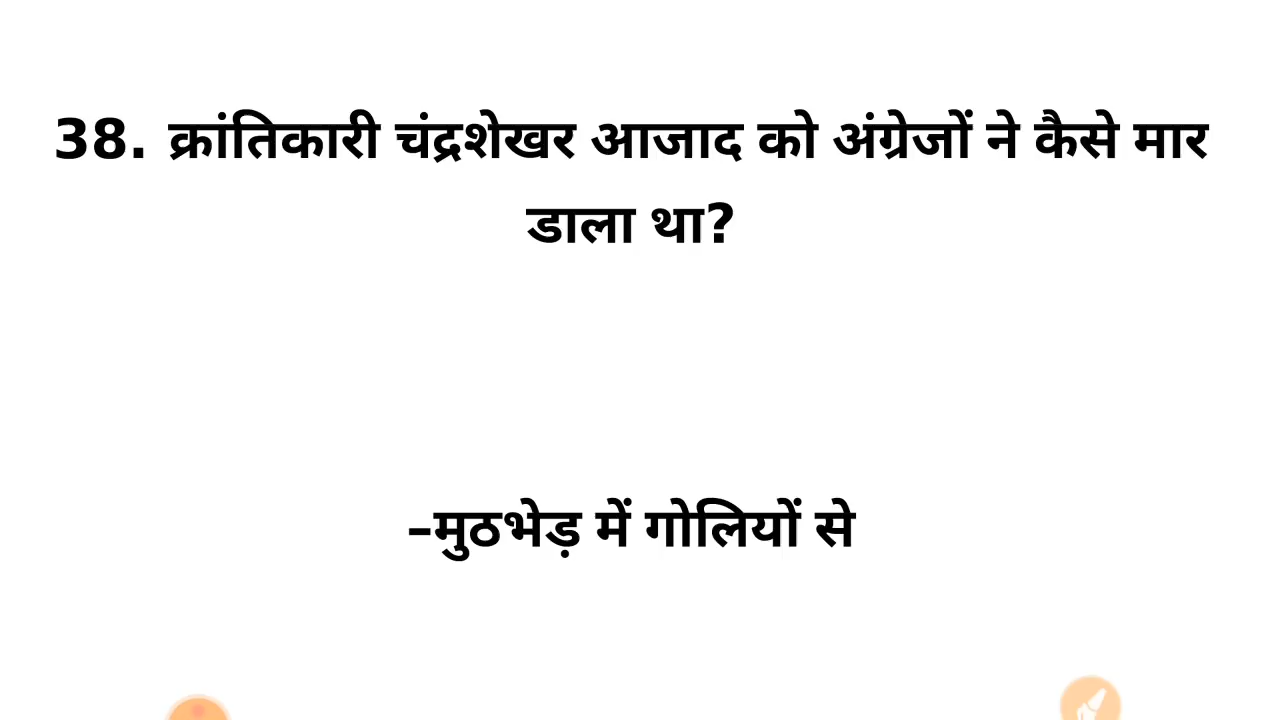 38. क्रांतिकारी चंद्रशेखर आजाद को अंग्रेजों ने कैसे मार
डाला था?
–मुठभेड़ में गोलियों से